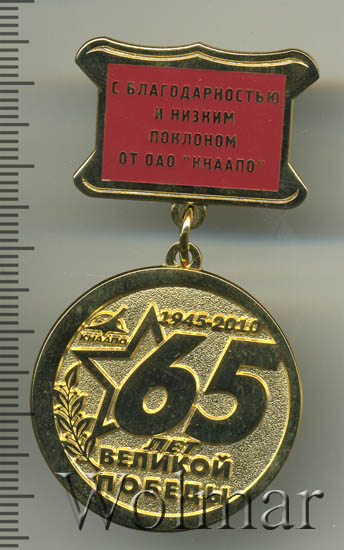 С БЛАГОДАРНОСТЬЮ
И НИЗКИМ
ПОКЛОНОМ
ОТ ОАО "КНААПО"
1945-2010
КНААПО
65
ЛЕТ
ВЕЛИКОЙ
ПОБЕДЫ
Wolmar